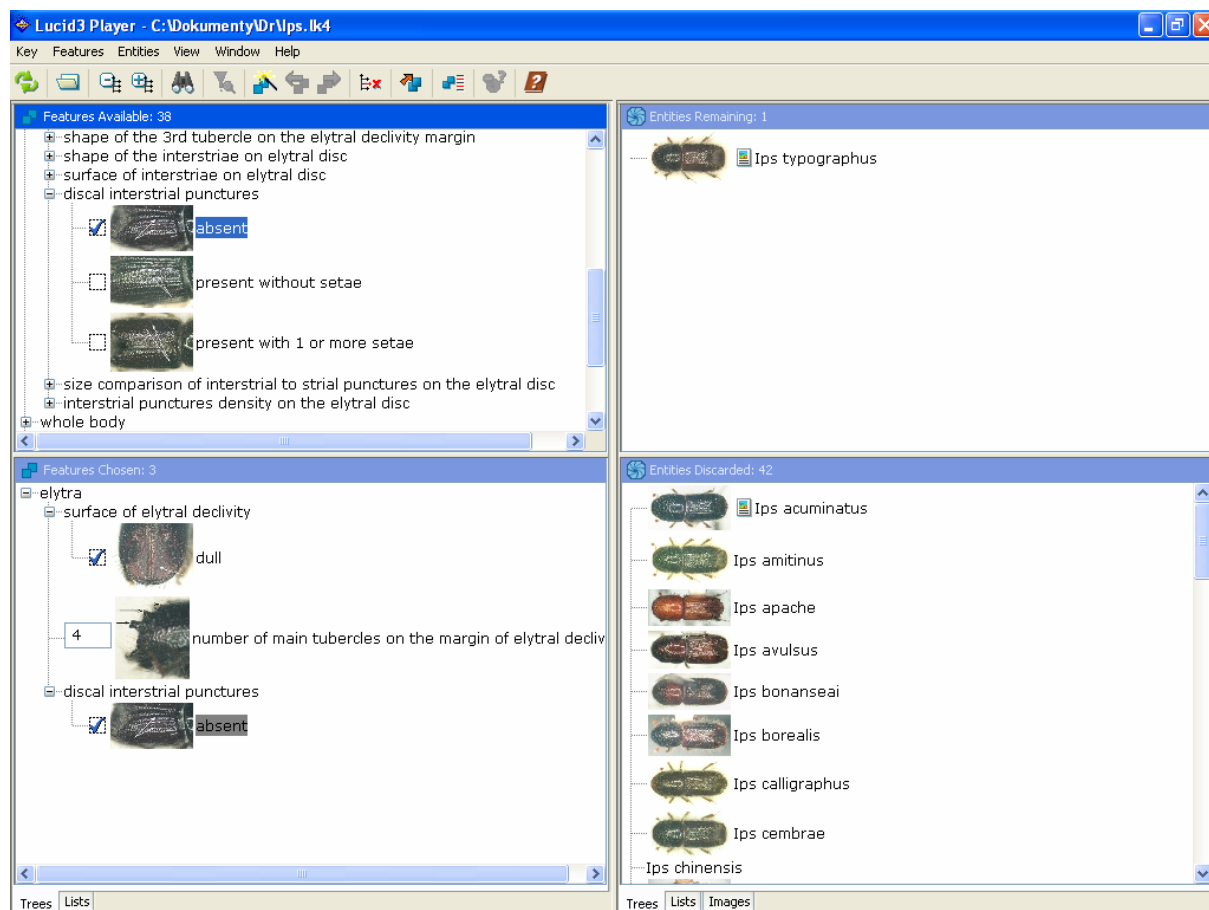 Lucid3 Player - C:\Dokumenty\Dr\Ips.lk4
Key Features Entities View Window Help
Features Available: 38
shape of the 3rd tubercle on the elytral declivity margin
shape of the interstriae on elytral disc
surface of interstriae on elytral disc
discal interstrial punctures
absent
present without setae
present with 1 or more setae
size comparison of interstrial to strial punctures on the elytral disc
interstrial punctures density on the elytral disc
whole body
Entities Remaining: 1
Ips typographus
Features Chosen: 3
elytra
surface of elytral declivity
dull
4
number of main tubercles on the margin of elytral decliv
discal interstrial punctures
absent
Trees Lists
Entities Discarded: 42
Ips acuminatus
Ips amitinus
Ips apache
Ips avulsus
Ips bonanseai
Ips borealis
Ips calligraphus
Ips cembrae
Ips chinensis
Trees Lists Images